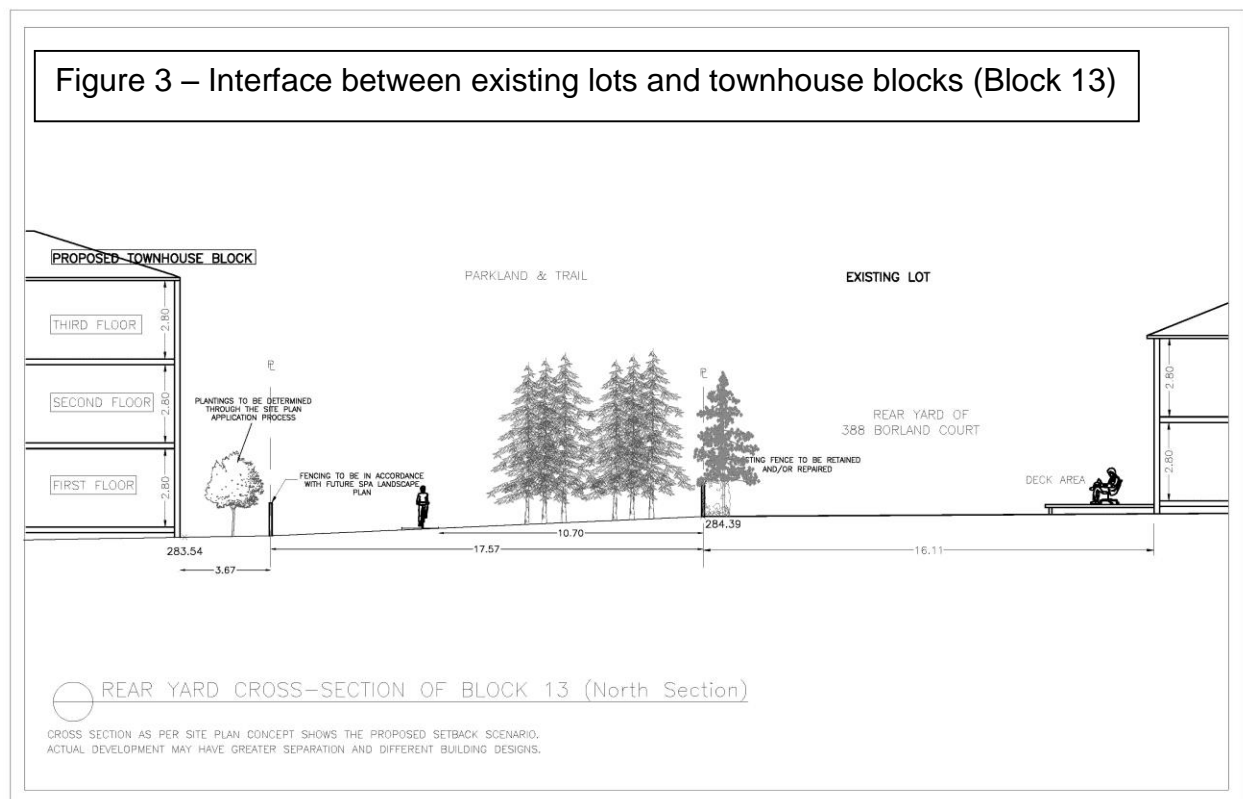 Figure 3 – Interface between existing lots and townhouse blocks (Block 13)
PROPOSED TOWNHOUSE BLOCK
PARKLAND & TRAIL
EXISTING LOT
THIRD FLOOR
2.80
SECOND FLOOR
2.80
FIRST FLOOR
2.80
PLANTINGS TO BE DETERMINED
THROUGH THE SITE PLAN
APPLICATION PROCESS
PL
FENCING TO BE IN ACCORDANCE
WITH FUTURE SPA LANDSCAPE
PLAN
PL
TING FENCE TO BE RETAINED
AND/OR REPAIRED
REAR YARD OF
388 BORLAND COURT
DECK AREA
2.80
2.80
283.54
3.67
10.70
17.57
284.39
16.11
REAR YARD CROSS-SECTION OF BLOCK 13 (North Section)
CROSS SECTION AS PER SITE PLAN CONCEPT SHOWS THE PROPOSED SETBACK SCENARIO.
ACTUAL DEVELOPMENT MAY HAVE GREATER SEPARATION AND DIFFERENT BUILDING DESIGNS.